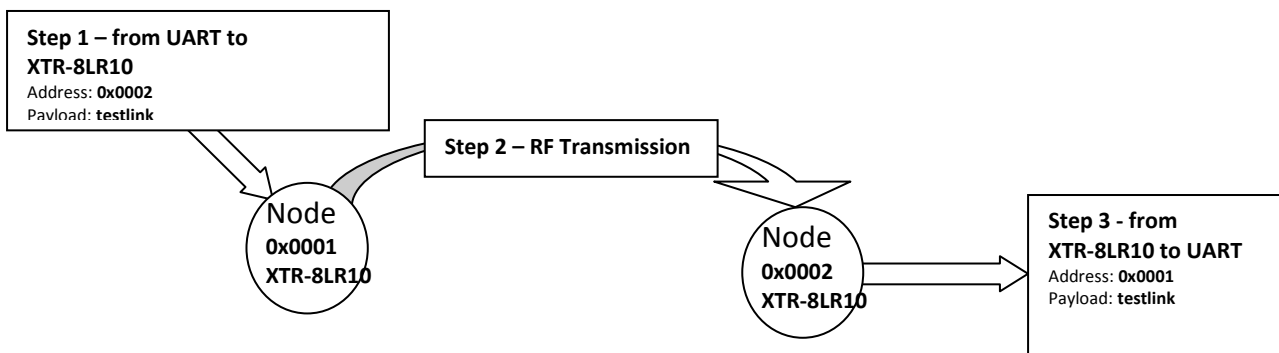 Step 1 – from UART to
XTR-8LR10
Address: 0x0002
Payload: testlink
Step 2 – RF Transmission
Node
0x0001
XTR-8LR10
Node
0x0002
XTR-8LR10
Step 3 - from
XTR-8LR10 to UART
Address: 0x0001
Payload: testlink